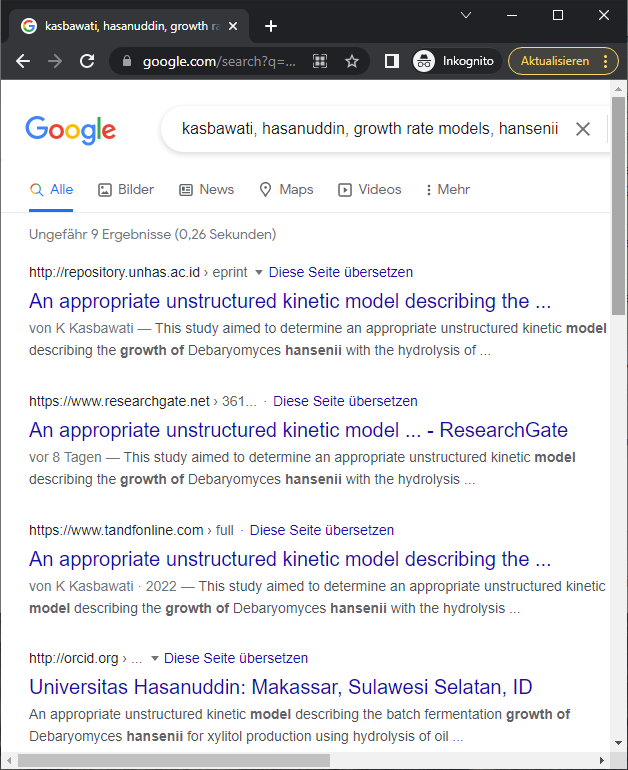 kasbawati, hasanuddin, growth ra
google.com/search?q=...
Inkognito
Aktualisieren
Google
kasbawati, hasanuddin, growth rate models, hansenii
Alle
Bilder
News
Maps
Videos
Mehr
Ungefähr 9 Ergebnisse (0,26 Sekunden)
http://repository.unhas.ac.id › eprint Diese Seite übersetzen
An appropriate unstructured kinetic model describing the ...
von K Kasbawati — This study aimed to determine an appropriate unstructured kinetic model
describing the growth of Debaryomyces hansenii with the hydrolysis of ...
https://www.researchgate.net › 361... · Diese Seite übersetzen
An appropriate unstructured kinetic model ... - ResearchGate
vor 8 Tagen — This study aimed to determine an appropriate unstructured kinetic model
describing the growth of Debaryomyces hansenii with the hydrolysis ...
https://www.tandfonline.com › full · Diese Seite übersetzen
An appropriate unstructured kinetic model describing the ...
von K Kasbawati · 2022 — This study aimed to determine an appropriate unstructured kinetic
model describing the growth of Debaryomyces hansenii with the hydrolysis ...
http://orcid.org › ... Diese Seite übersetzen
Universitas Hasanuddin: Makassar, Sulawesi Selatan, ID
An appropriate unstructured kinetic model describing the batch fermentation growth of
Debaryomyces hansenii for xylitol production using hydrolysis of oil ...